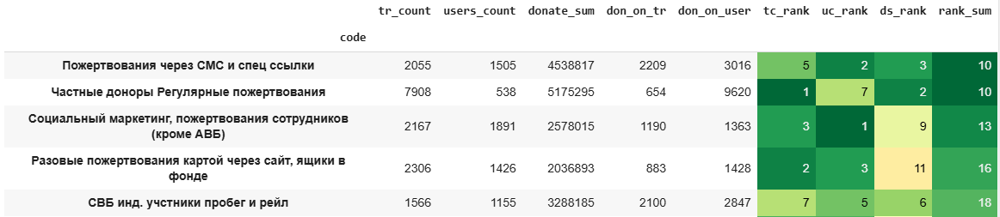 tr_count users_count donate_sum don_on_tr don_on_user tc_rank uc_rank ds_rank rank_sum
code
Пожертвования через СМС и спец ссылки 2055 1505 4538817 2209 3016 5 2 3 10
Частные доноры Регулярные пожертвования 7908 538 5175295 654 9620 1 7 2 10
Социальный маркетинг, пожертвования сотрудников
(кроме АВБ) 2167 1891 2578015 1190 1363 3 1 9 13
Разовые пожертвования картой через сайт, ящики в
фонде 2306 1426 2036893 883 1428 2 3 11 16
СВБ инд. учстники пробег и рейл 1566 1155 3288185 2100 2847 7 5 6 18